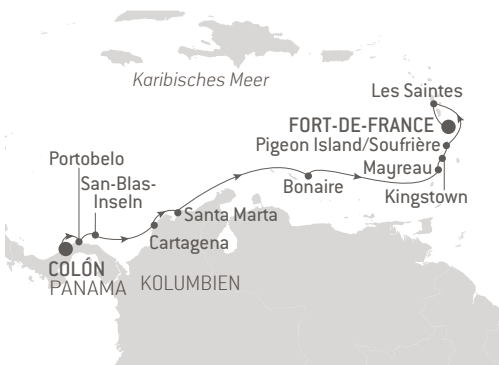 Karibisches Meer
Les Saintes
FORT-DE-FRANCE
Pigeon Island/Soufrière
Mayreau
Kingstown
Bonaire
Portobelo
San-Blas-
Inseln
Santa Marta
Cartagena
COLÓN
PANAMA
KOLUMBIEN